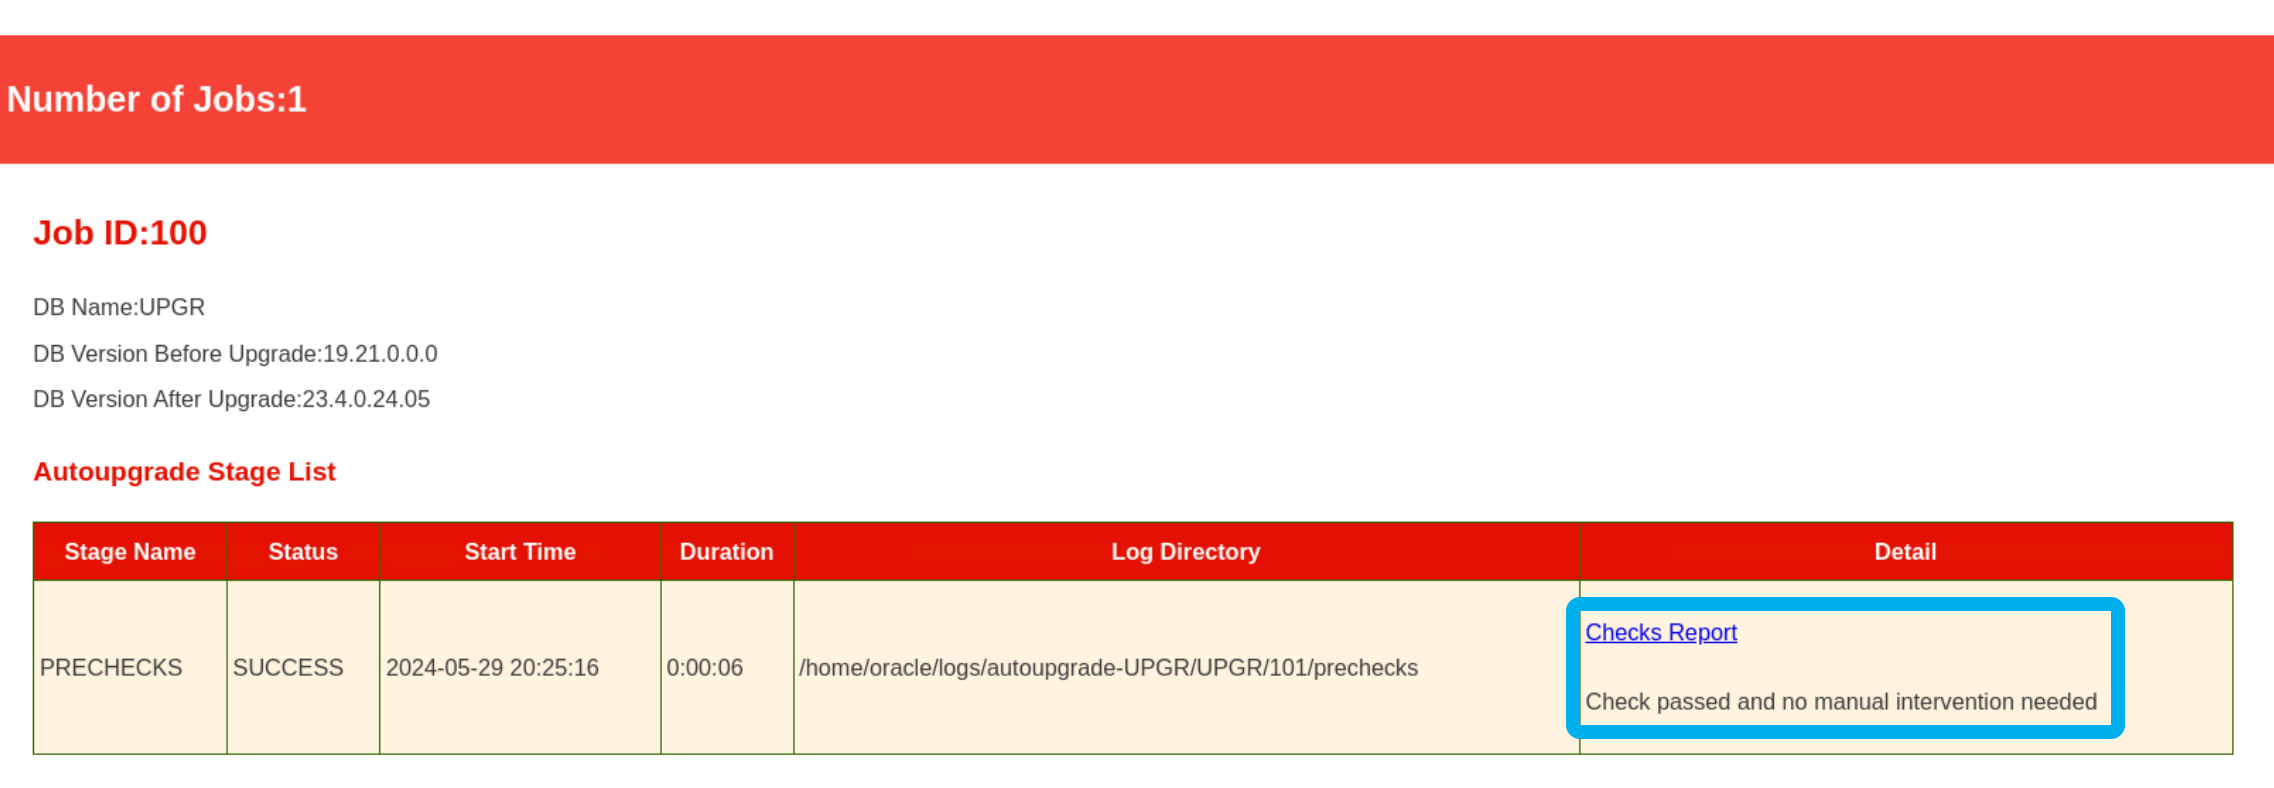 Number of Jobs:1
Job ID:100
DB Name:UPGR
DB Version Before Upgrade:19.21.0.0.0
DB Version After Upgrade:23.4.0.24.05
Autoupgrade Stage List
Stage Name Status Start Time Duration Log Directory Detail
Checks Report
PRECHECKS SUCCESS 2024-05-29 20:25:16 0:00:06 /home/oracle/logs/autoupgrade-UPGR/UPGR/101/prechecks
Check passed and no manual intervention needed